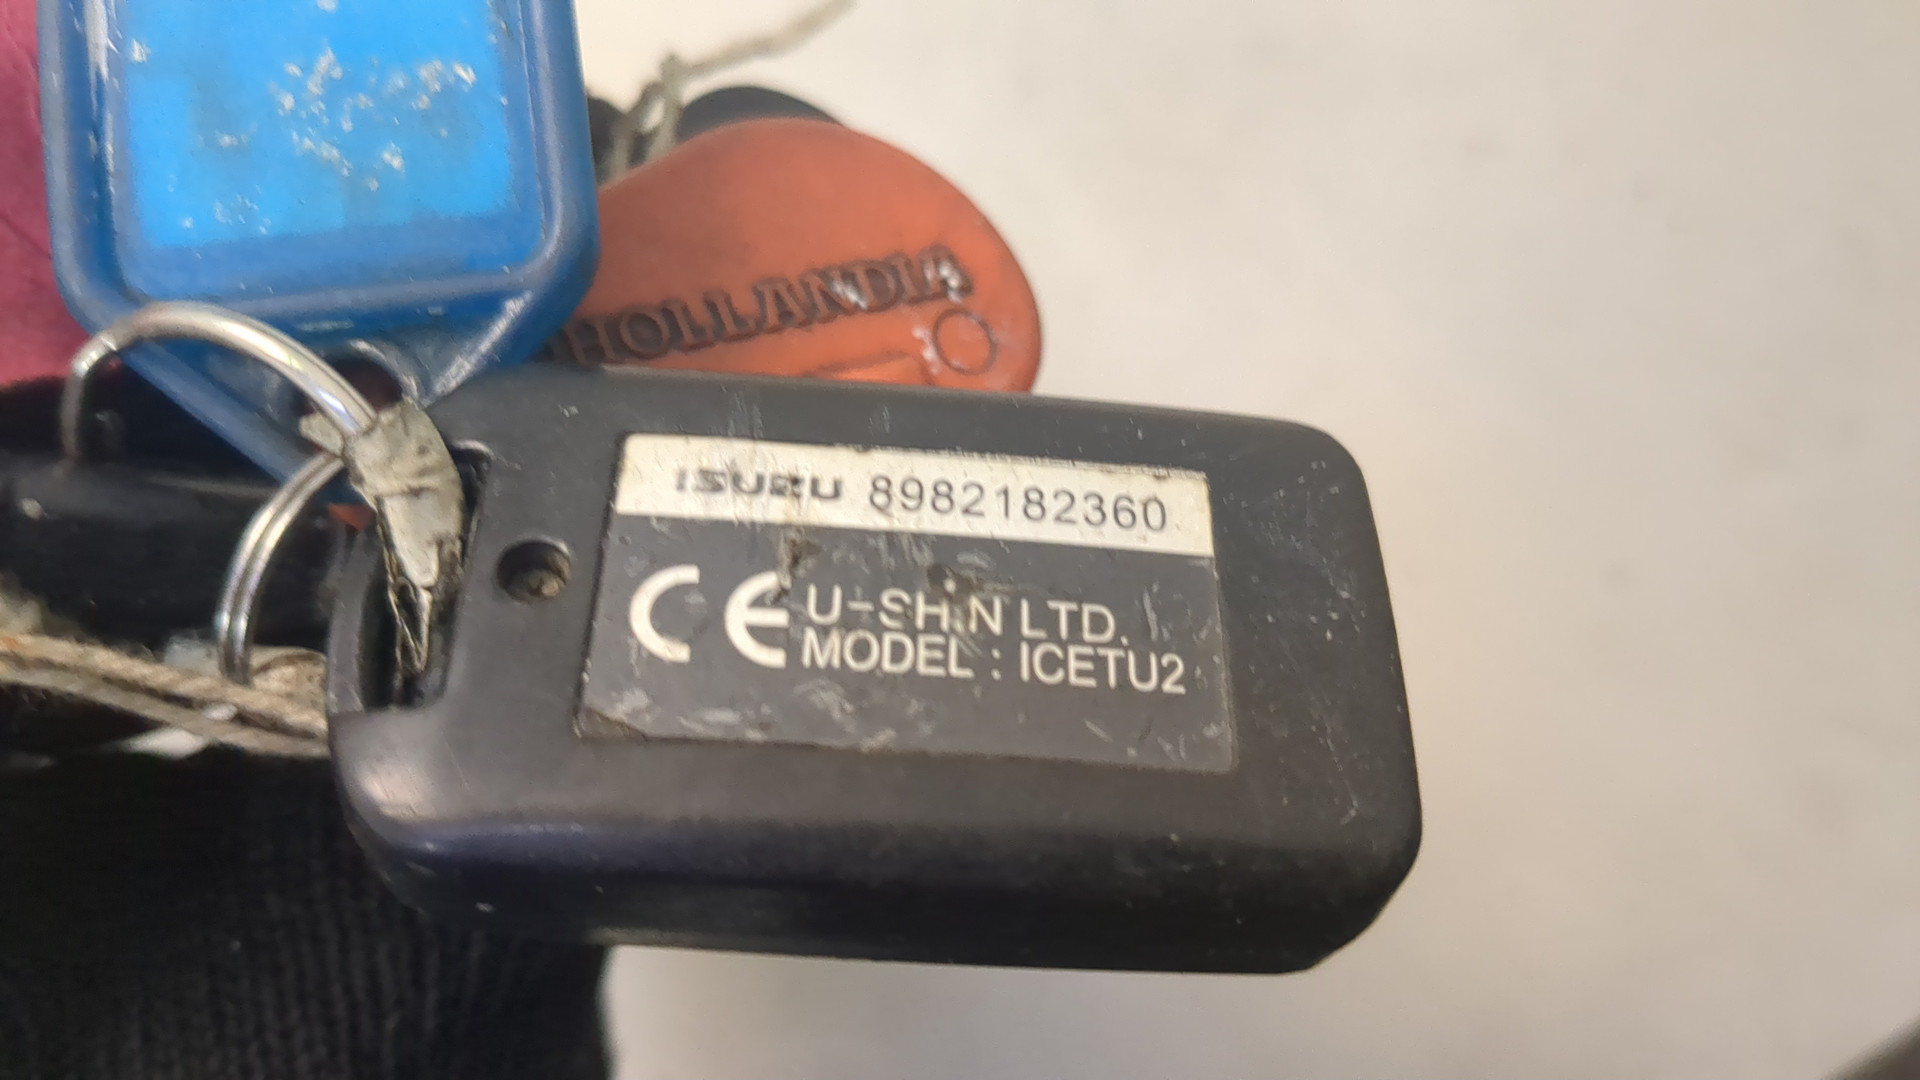 HOLLANDIA
ISUZU 8982182360
CE U-SHIN LTD.
MODEL : ICETU2